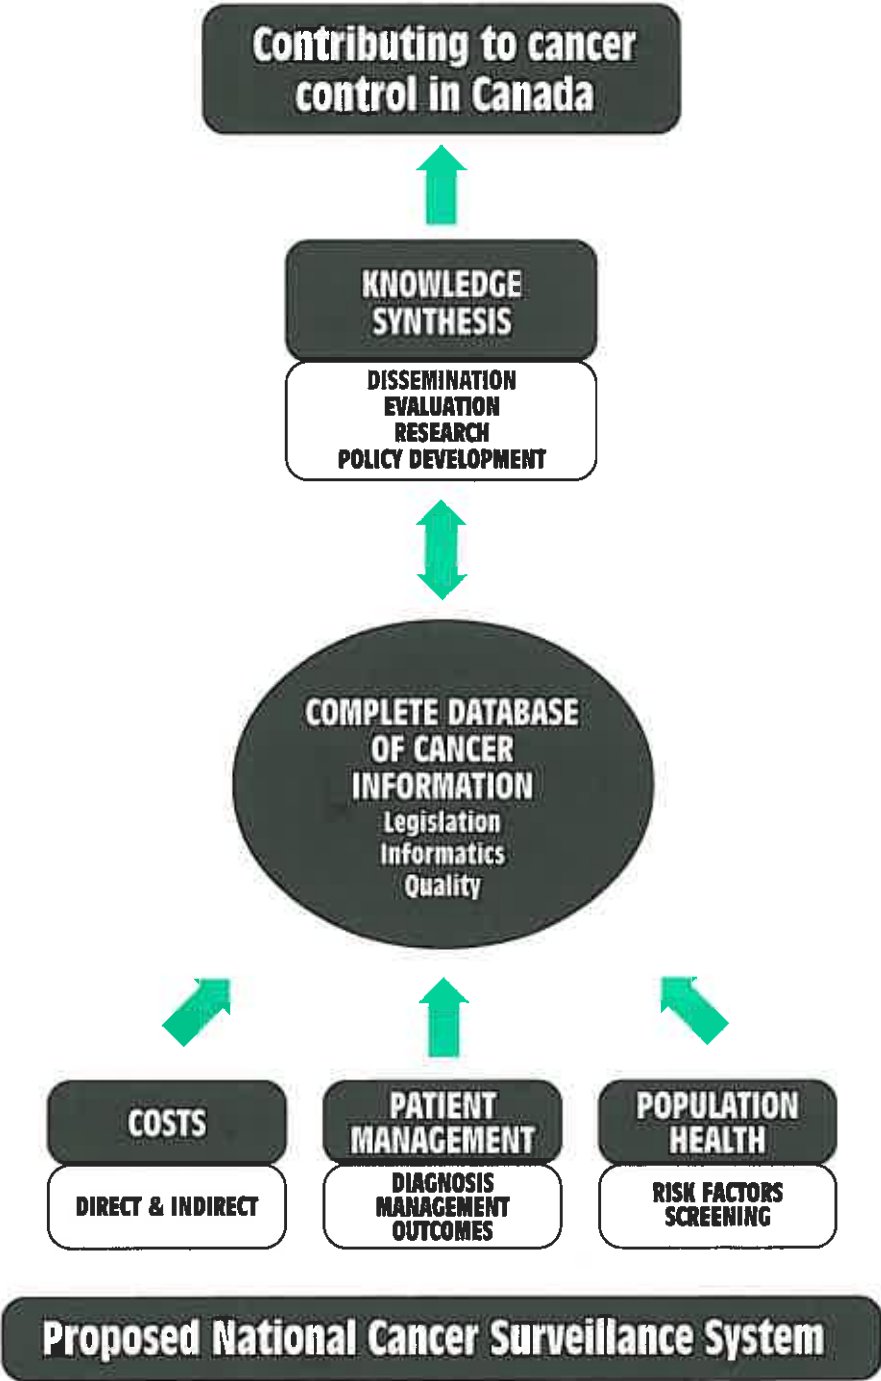 Contributing to cancer
control in Canada
KNOWLEDGE
SYNTHESIS
DISSEMINATION
EVALUATION
RESEARCH
POLICY DEVELOPMENT
COMPLETE DATABASE
OF CANCER
INFORMATION
Legislation
Informatics
Quality
COSTS
DIRECT & INDIRECT
PATIENT
MANAGEMENT
DIAGNOSIS
MANAGEMENT
OUTCOMES
POPULATION
HEALTH
RISK FACTORS
SCREENING
Proposed National Cancer Surveillance System